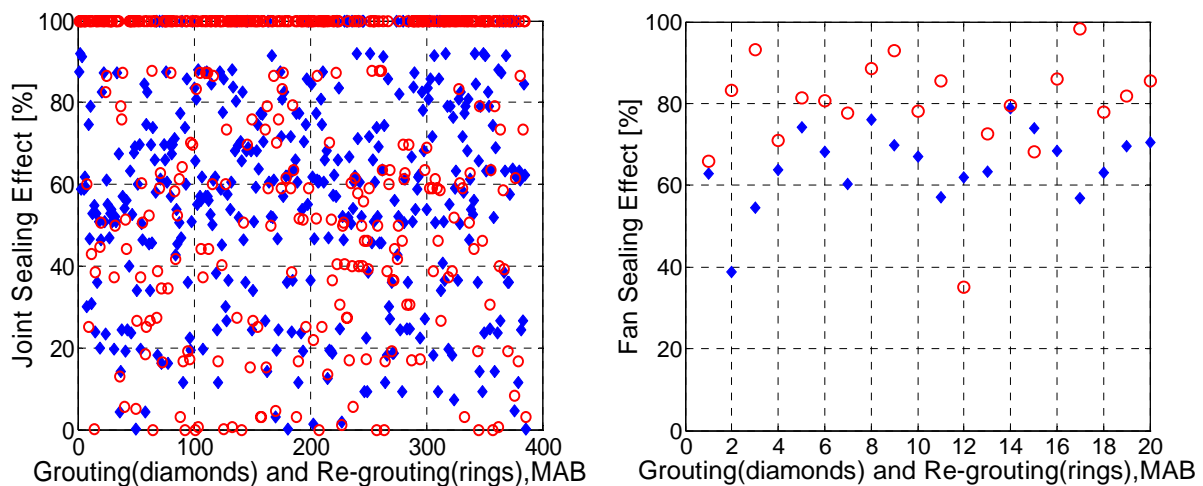 Joint Sealing Effect [%]
100
80
60
40
20
0
0 100 200 300 400
Grouting(diamonds) and Re-grouting(rings),MAB
Fan Sealing Effect [%]
100
80
60
40
20
0
0 2 4 6 8 10 12 14 16 18 20
Grouting(diamonds) and Re-grouting(rings),MAB